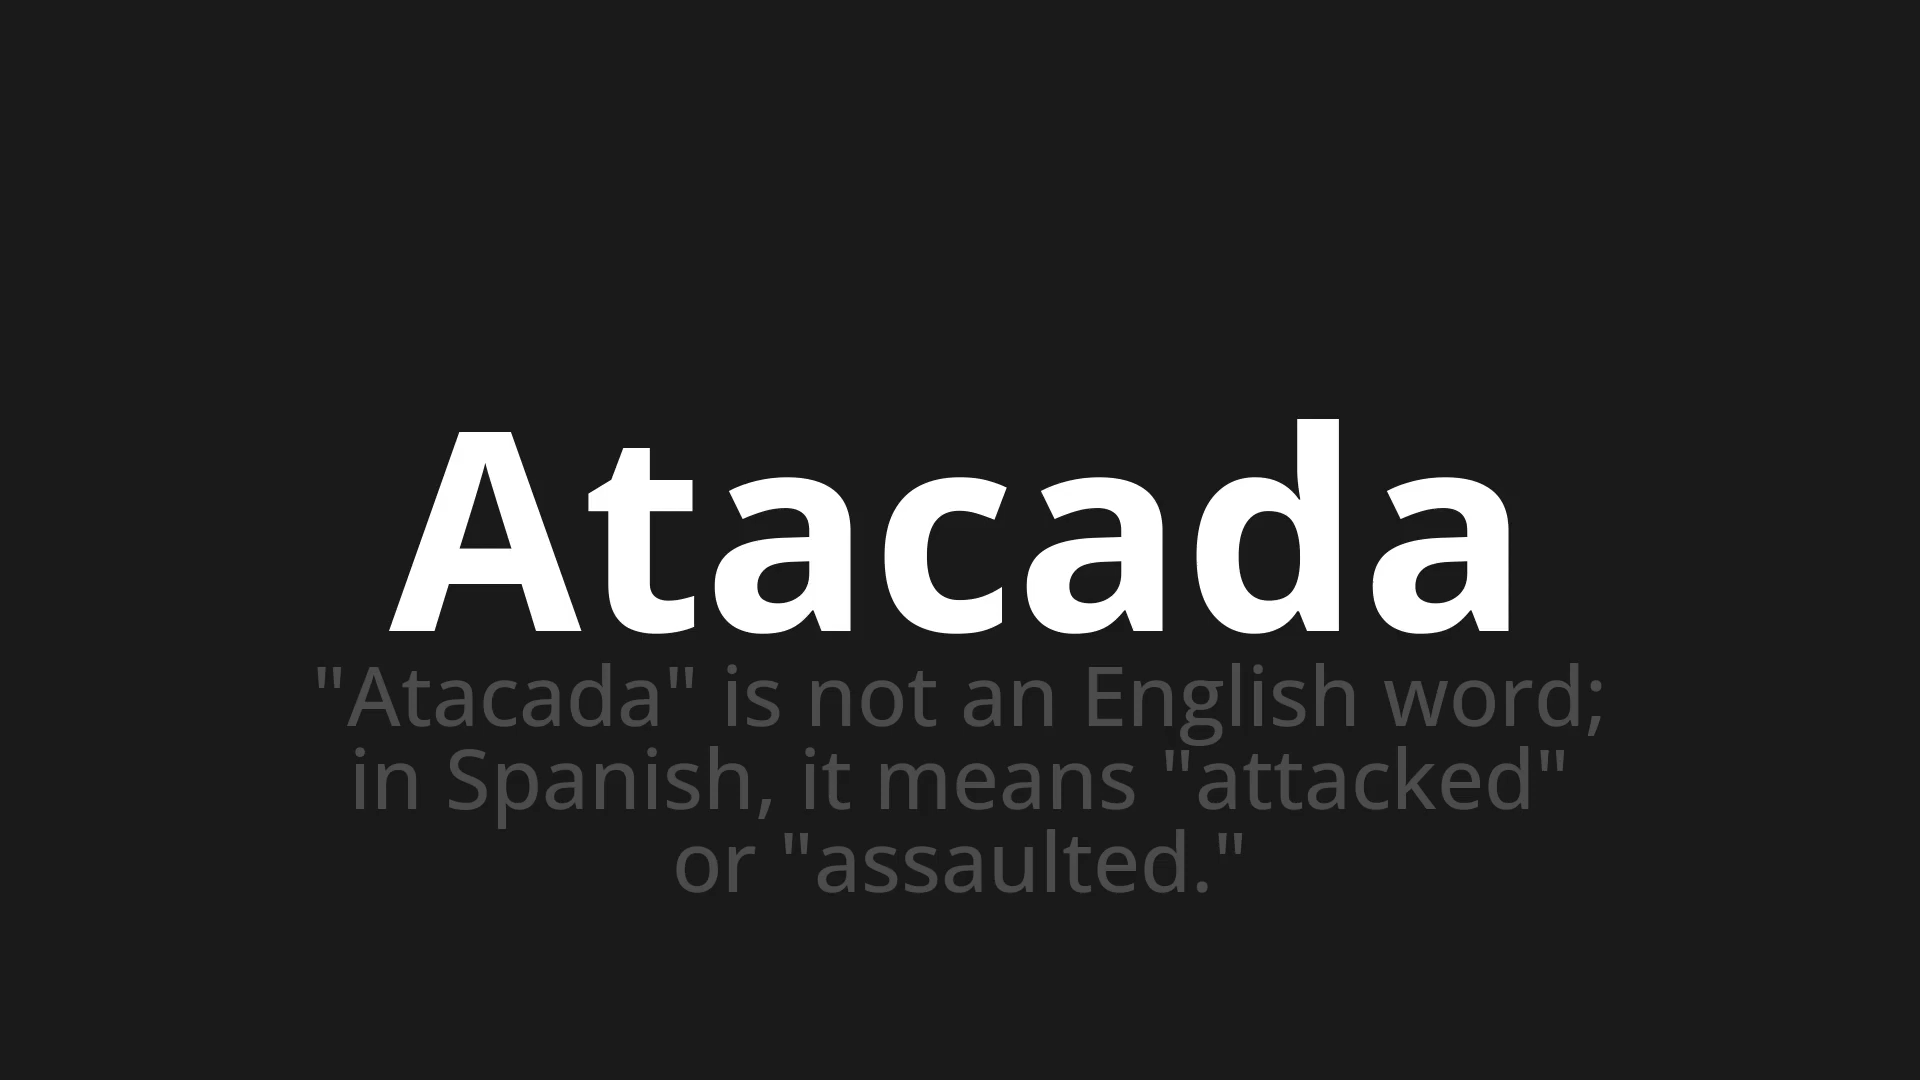 Atacada
"Atacada" is not an English word;
in Spanish, it means "attacked"
or "assaulted."